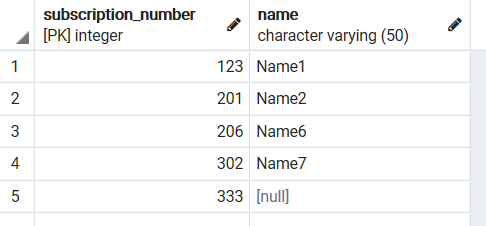 subscription_number name
[PK] integer character varying (50)
1 123 Name1
2 201 Name2
3 206 Name6
4 302 Name7
5 333 [null]